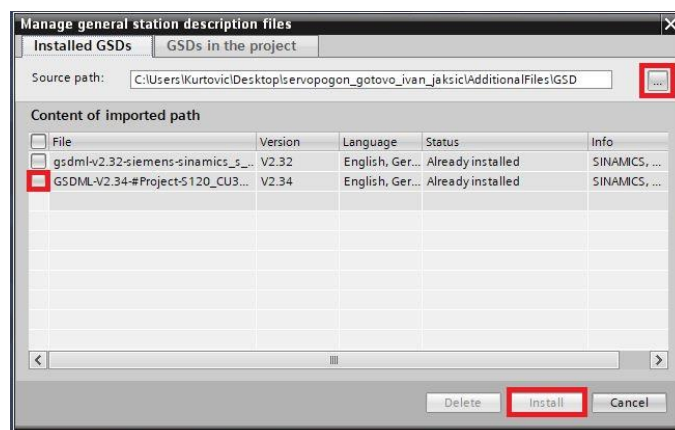 Manage general station description files
Installed GSDs GSDs in the project
Source path: C:\Users\Kurtovic\Desktop\servopogon_gotovo_ivan_jaksic\AdditionalFiles\GSD ...
Content of imported path
File Version Language Status Info
gsdml-v2.32-siemens-sinamics_s_... V2.32 English, Ger... Already installed SINAMICS, ...
GSDML-V2.34-#Project-S120_CU3... V2.34 English, Ger... Already installed SINAMICS, ...
Delete Install Cancel